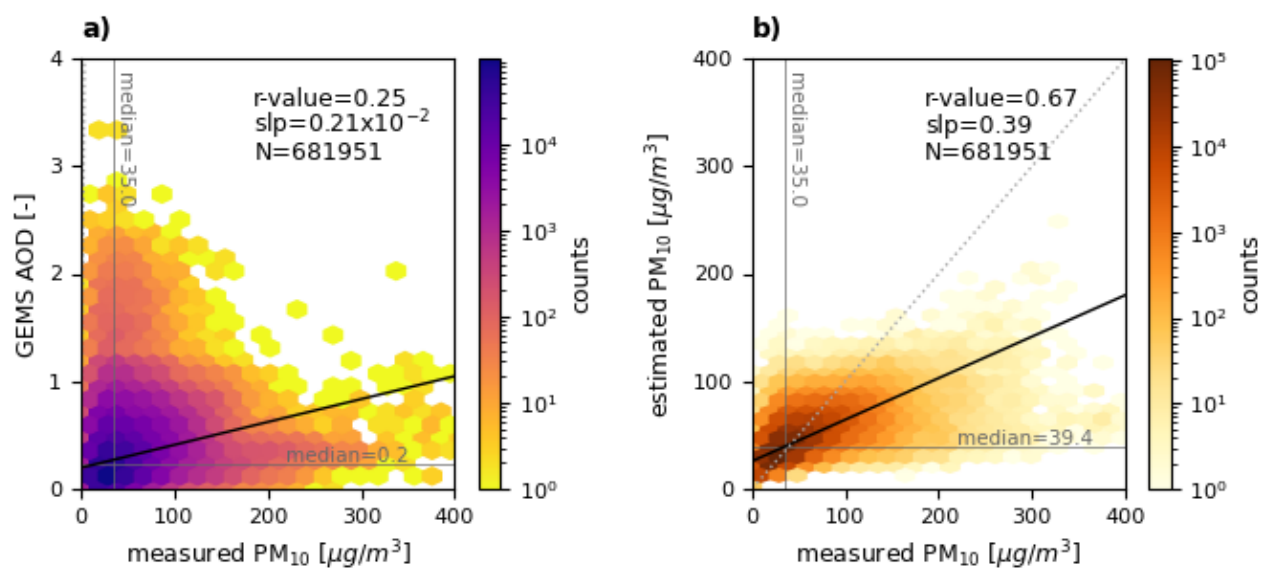 a)
4
3
2
1
0
GEMS AOD [-]
median=35.0
r-value=0.25
slp=0.21x10⁻²
N=681951
median=0.2
0 100 200 300 400
measured PM₁₀ [μg/m³]
10⁴
10³
10²
10¹
10⁰
counts
b)
400
400
200
100
0
estimated PM₁₀ [μg/m³]
median=35.0
r-value=0.67
slp=0.39
N=681951
median=39.4
0 100 200 300 400
measured PM₁₀ [μg/m³]
10⁵
10⁴
10³
10²
10¹
10⁰
counts